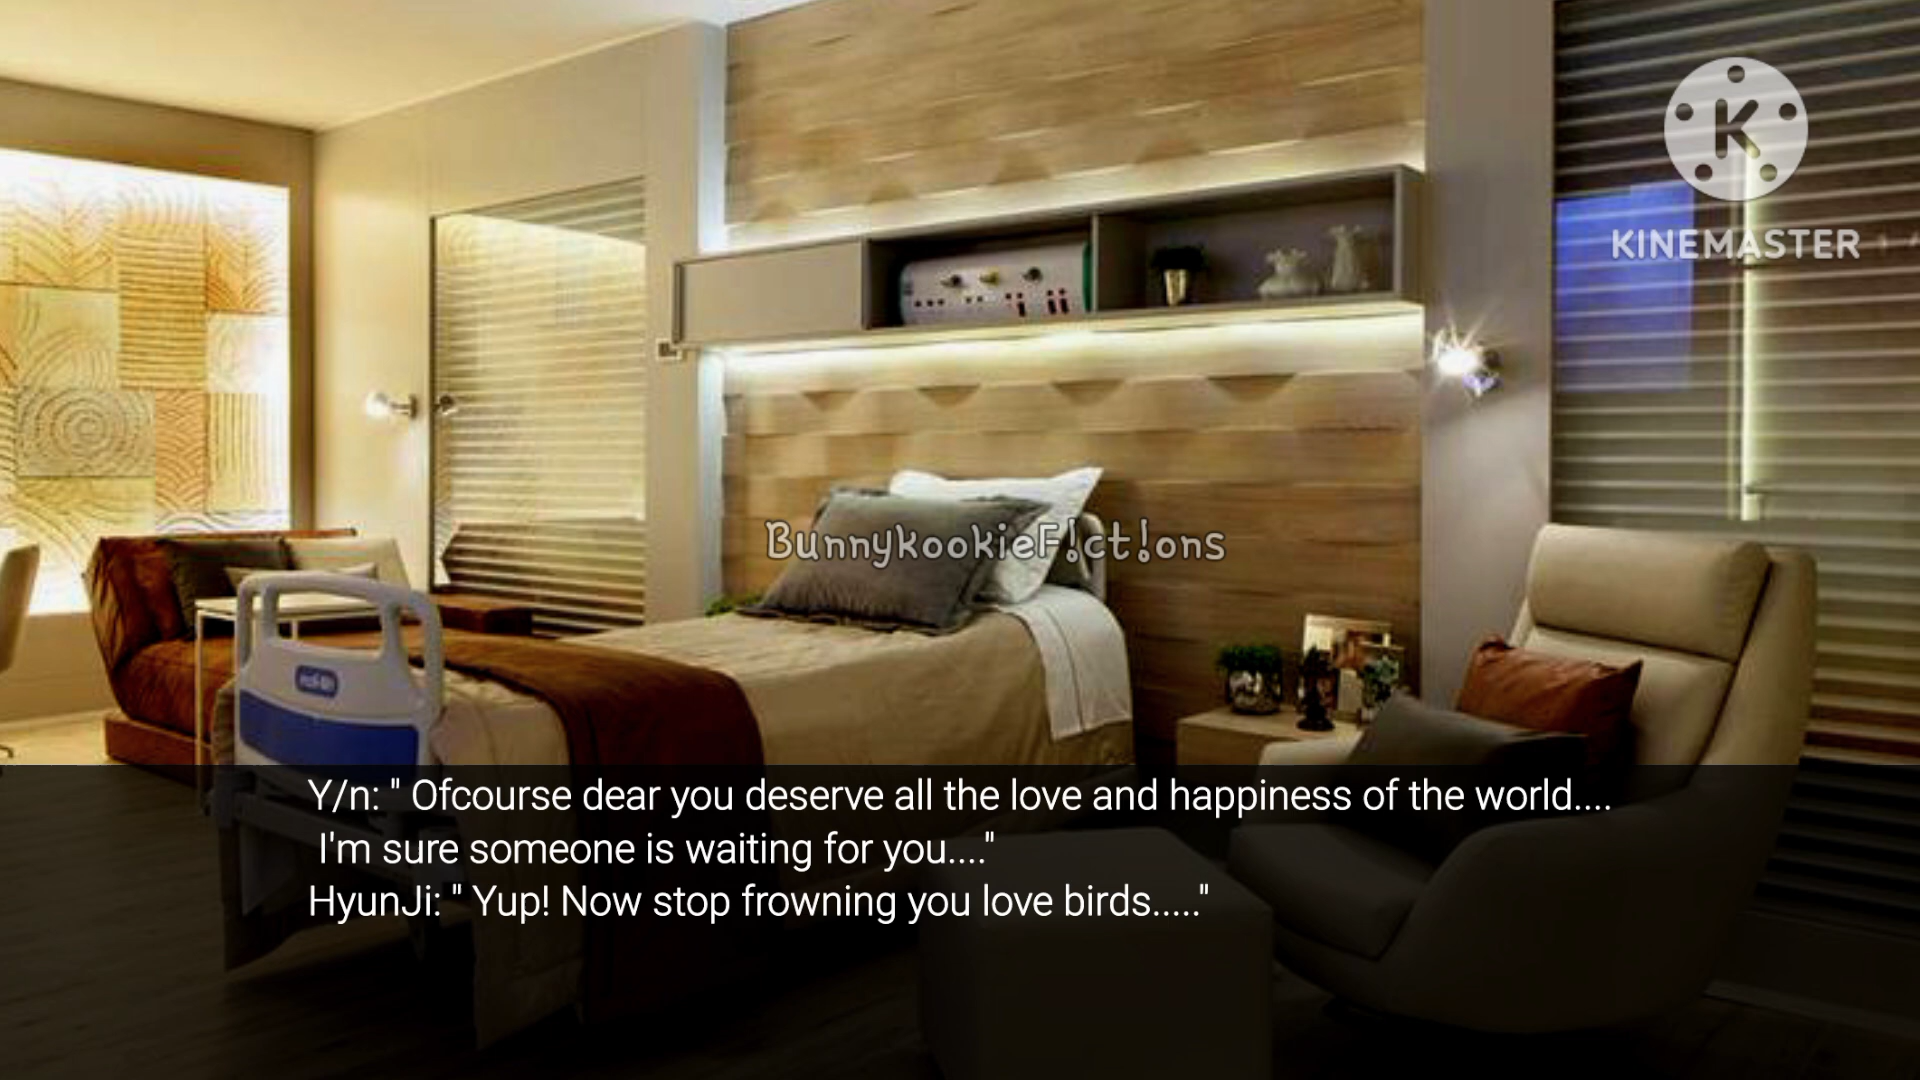 KINEMASTER
BunnykookieF!ct!ons
Y/n: " Ofcourse dear you deserve all the love and happiness of the world....
I'm sure someone is waiting for you...."
HyunJi: " Yup! Now stop frowning you love birds....."